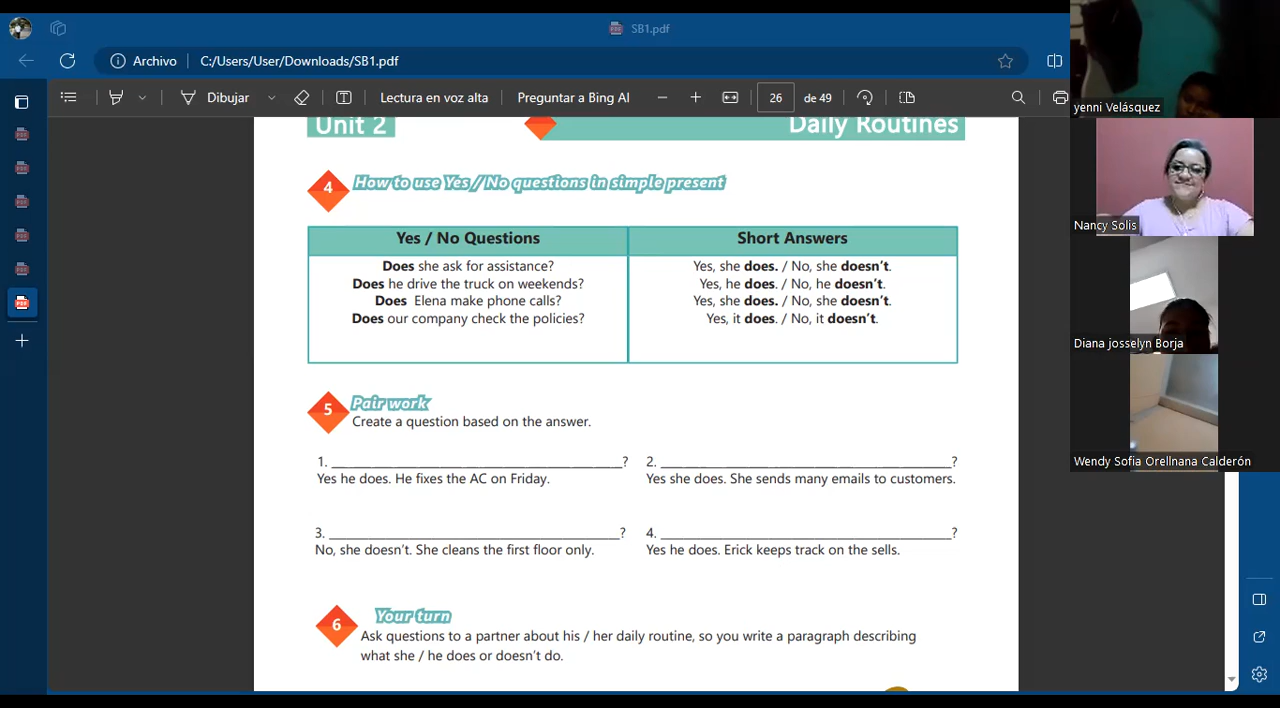 SB1.pdf
Archivo
C:/Users/User/Downloads/SB1.pdf
Dibujar
Lectura en voz alta
Preguntar a Bing AI
26
de 49
Unit 2
Daily Routines
4
How to use Yes / No questions in simple present
Yes / No Questions
Short Answers
Does she ask for assistance?
Yes, she does. / No, she doesn't.
Does he drive the truck on weekends?
Yes, he does. / No, he doesn't.
Does Elena make phone calls?
Yes, she does. / No, she doesn't.
Does our company check the policies?
Yes, it does. / No, it doesn't.
5
Pair work
Create a question based on the answer.
1. ________________________________________?
Yes he does. He fixes the AC on Friday.
2. ________________________________________?
Yes she does. She sends many emails to customers.
3. ________________________________________?
No, she doesn't. She cleans the first floor only.
4. ________________________________________?
Yes he does. Erick keeps track on the sells.
6
Your turn
Ask questions to a partner about his / her daily routine, so you write a paragraph describing
what she / he does or doesn't do.
yenni Velásquez
Nancy Solis
Diana josselyn Borja
Wendy Sofia Orellnana Calderón